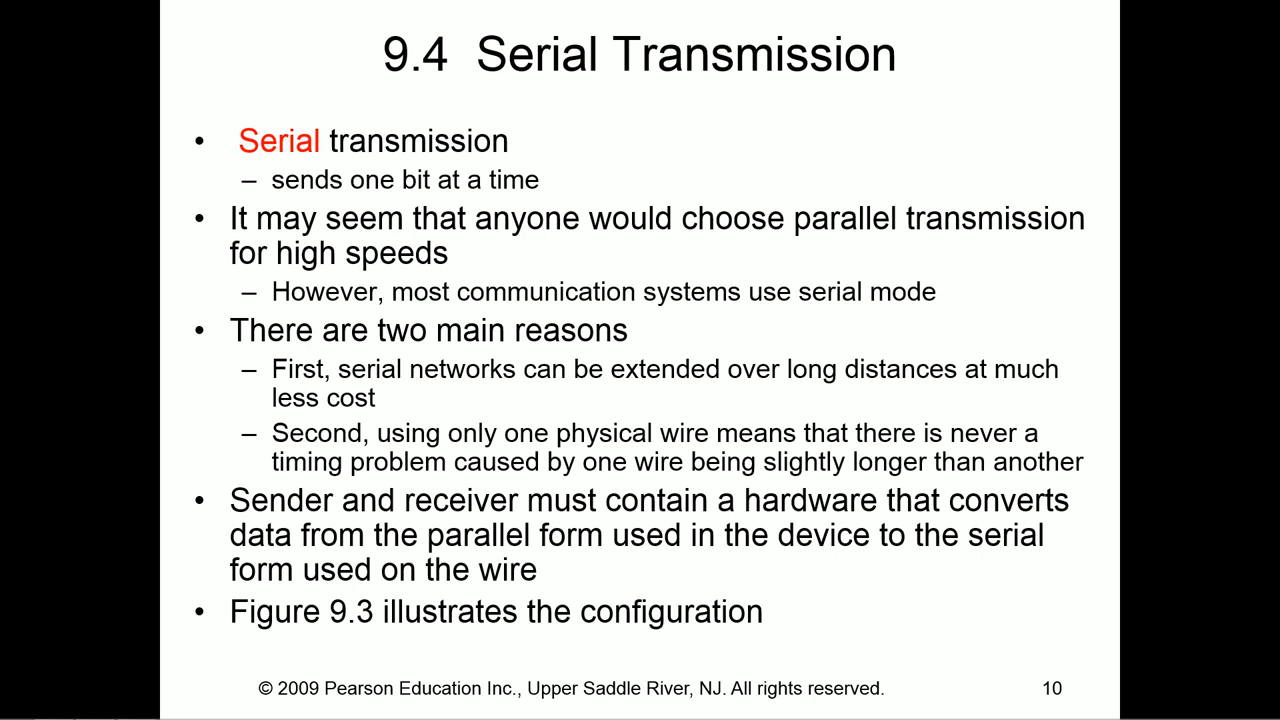 9.4 Serial Transmission
• Serial transmission
– sends one bit at a time
• It may seem that anyone would choose parallel transmission
for high speeds
– However, most communication systems use serial mode
• There are two main reasons
– First, serial networks can be extended over long distances at much
less cost
– Second, using only one physical wire means that there is never a
timing problem caused by one wire being slightly longer than another
• Sender and receiver must contain a hardware that converts
data from the parallel form used in the device to the serial
form used on the wire
• Figure 9.3 illustrates the configuration
© 2009 Pearson Education Inc., Upper Saddle River, NJ. All rights reserved. 10